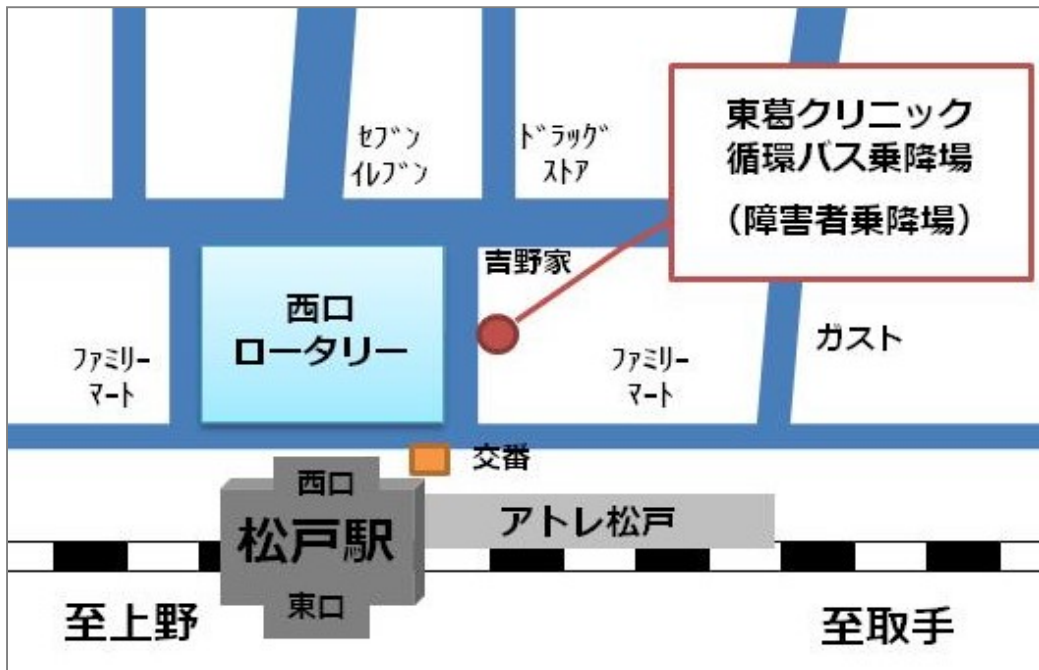 ｾﾌﾞﾝ
ｲﾚﾌﾞﾝ
ﾄﾞﾗｯｸﾞ
ｽﾄｱ
東葛クリニック
循環バス乗降場
（障害者乗降場）
吉野家
西口
ロータリー
ﾌｧﾐﾘｰ
ﾏｰﾄ
ﾌｧﾐﾘｰ
ﾏｰﾄ
ガスト
交番
西口
松戸駅
アトレ松戸
東口
至上野
至取手